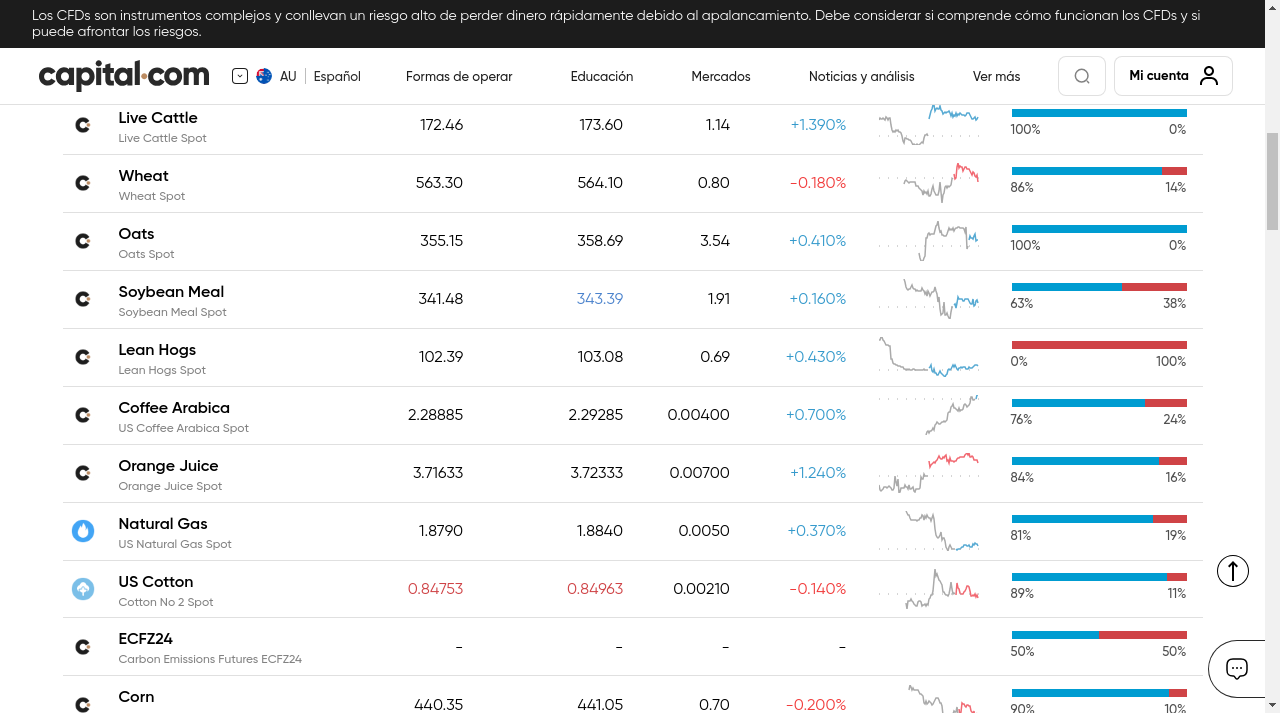 Los CFDs son instrumentos complejos y conllevan un riesgo alto de perder dinero rápidamente debido al apalancamiento. Debe considerar si comprende cómo funcionan los CFDs y si
puede afrontar los riesgos.
capital.com AU Español Formas de operar Educación Mercados Noticias y análisis Ver más Mi cuenta
Live Cattle 172.46 173.60 1.14 +1.390%
Live Cattle Spot 100% 0%
Wheat 563.30 564.10 0.80 -0.180%
Wheat Spot 86% 14%
Oats 355.15 358.69 3.54 +0.410%
Oats Spot 100% 0%
Soybean Meal 341.48 343.39 1.91 +0.160%
Soybean Meal Spot 63% 38%
Lean Hogs 102.39 103.08 0.69 +0.430%
Lean Hogs Spot 0% 100%
Coffee Arabica 2.28885 2.29285 0.00400 +0.700%
US Coffee Arabica Spot 76% 24%
Orange Juice 3.71633 3.72333 0.00700 +1.240%
Orange Juice Spot 84% 16%
Natural Gas 1.8790 1.8840 0.0050 +0.370%
US Natural Gas Spot 81% 19%
US Cotton 0.84753 0.84963 0.00210 -0.140%
Cotton No 2 Spot 89% 11%
ECFZ24 - - - -
Carbon Emissions Futures ECFZ24 50% 50%
Corn 440.35 441.05 0.70 -0.200%
90% 10%